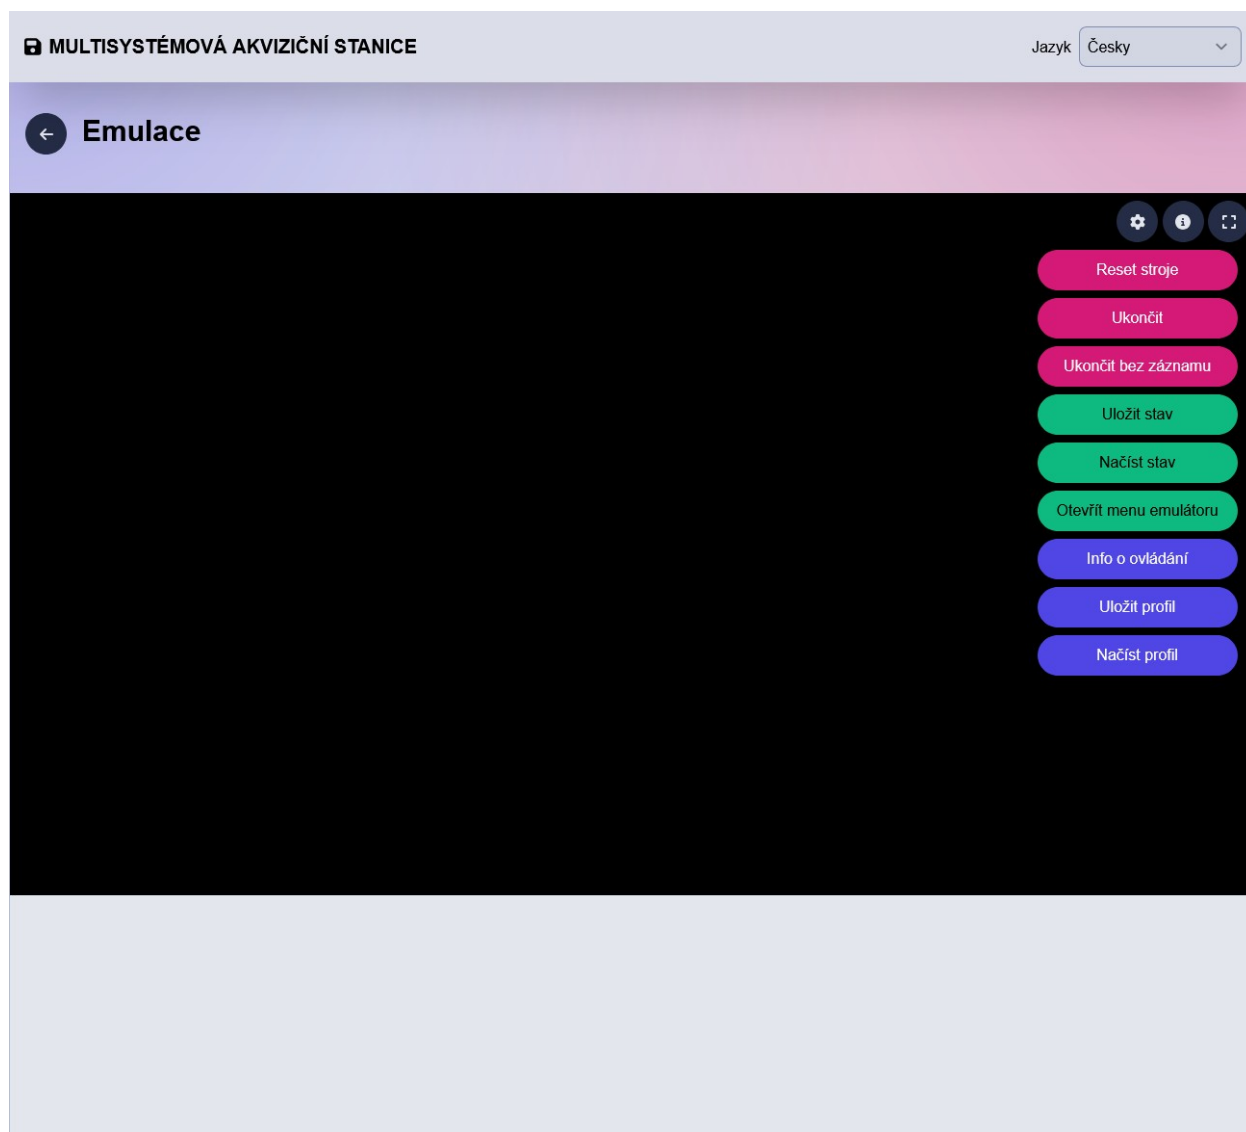 MULTISYSTÉMOVÁ AKVIZIČNÍ STANICE
Jazyk
Česky
Emulace
Reset stroje
Ukončit
Ukončit bez záznamu
Uložit stav
Načíst stav
Otevřít menu emulátoru
Info o ovládání
Uložit profil
Načíst profil